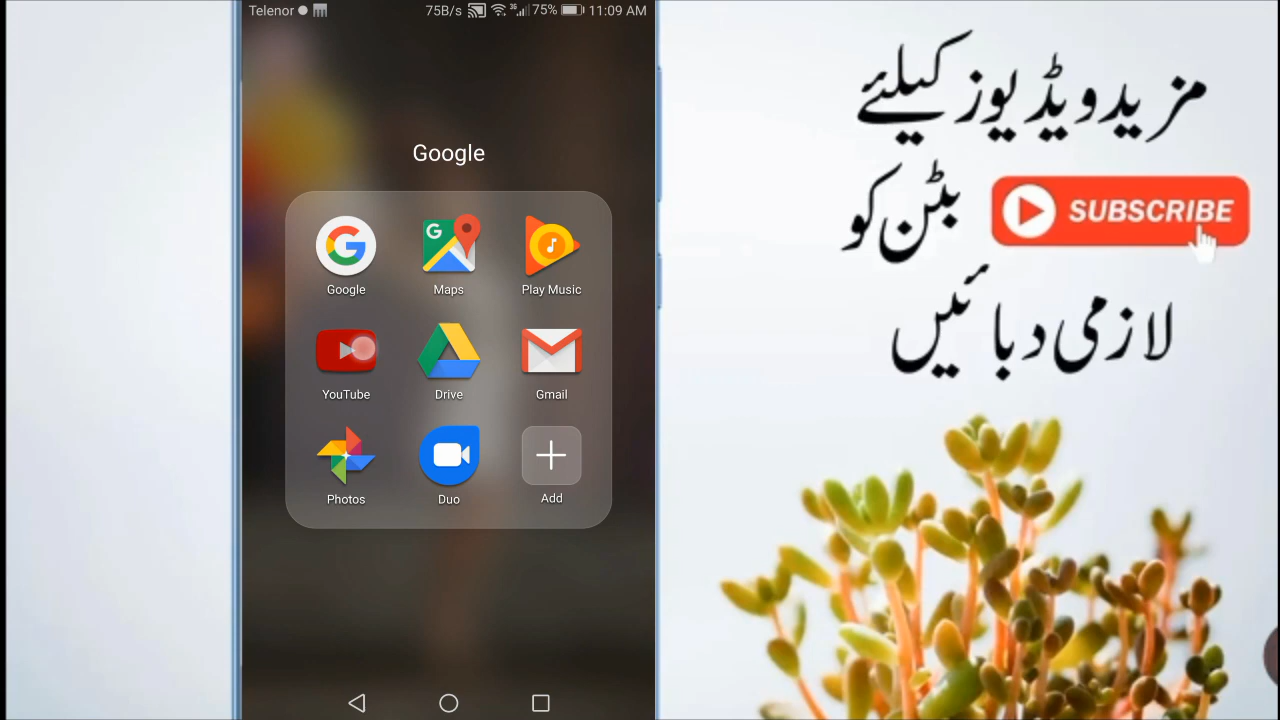 Telenor 75B/s 3G 75% 11:09 AM
Google
Google Maps Play Music
YouTube Drive Gmail
Photos Duo Add
مزید ویڈیوز کیلئے
SUBSCRIBE بٹن کو
لازمی دبائیں